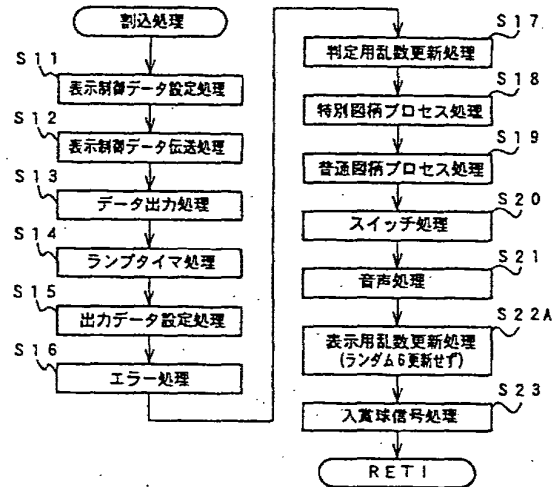 割込処理
S11
表示制御データ設定処理
S12
表示制御データ伝送処理
S13
データ出力処理
S14
ランプタイマ処理
S15
出力データ設定処理
S16
エラー処理
S17
判定用乱数更新処理
S18
特別図柄プロセス処理
S19
普通図柄プロセス処理
S20
スイッチ処理
S21
音声処理
S22A
表示用乱数更新処理
(ランダム6更新せず)
S23
入賞球信号処理
RETI